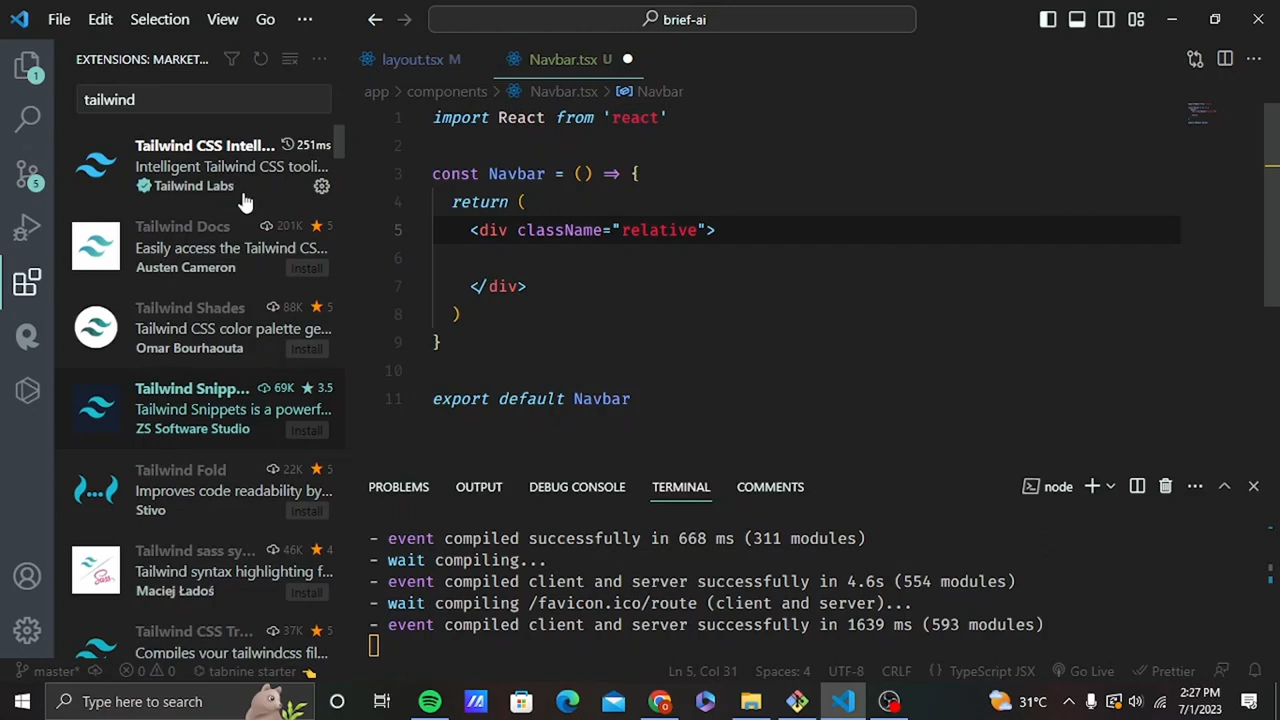 File Edit Selection View Go ··· brief-ai
EXTENSIONS: MARKET...
tailwind
Tailwind CSS Intell... 251ms
Intelligent Tailwind CSS tooli...
Tailwind Labs
Tailwind Docs 201K 5
Easily access the Tailwind CS...
Austen Cameron Install
Tailwind Shades 88K 5
Tailwind CSS color palette ge...
Omar Bourhaouta Install
Tailwind Snipp... 69K 3.5
Tailwind Snippets is a powerf...
ZS Software Studio Install
Tailwind Fold 22K 5
Improves code readability by...
Stivo Install
Tailwind sass sy... 46K 4
Tailwind syntax highlighting f...
Maciej Ładoś Install
Tailwind CSS Tr... 37K 5
Compiles your tailwindcss fil...
1
5
layout.tsx M Navbar.tsx U
app > components > Navbar.tsx > Navbar
1 import React from 'react'
2
3 const Navbar = () => {
4 return (
5 <div className="relative">
6
7 </div>
8 )
9 }
10
11 export default Navbar
PROBLEMS OUTPUT DEBUG CONSOLE TERMINAL COMMENTS node
- event compiled successfully in 668 ms (311 modules)
- wait compiling...
- event compiled client and server successfully in 4.6s (554 modules)
- wait compiling /favicon.ico/route (client and server)...
- event compiled client and server successfully in 1639 ms (593 modules)
master* 0 0 tabnine starter Ln 5, Col 31 Spaces: 4 UTF-8 CRLF {} TypeScript JSX Go Live Prettier
Type here to search 31°C 2:27 PM
7/1/2023